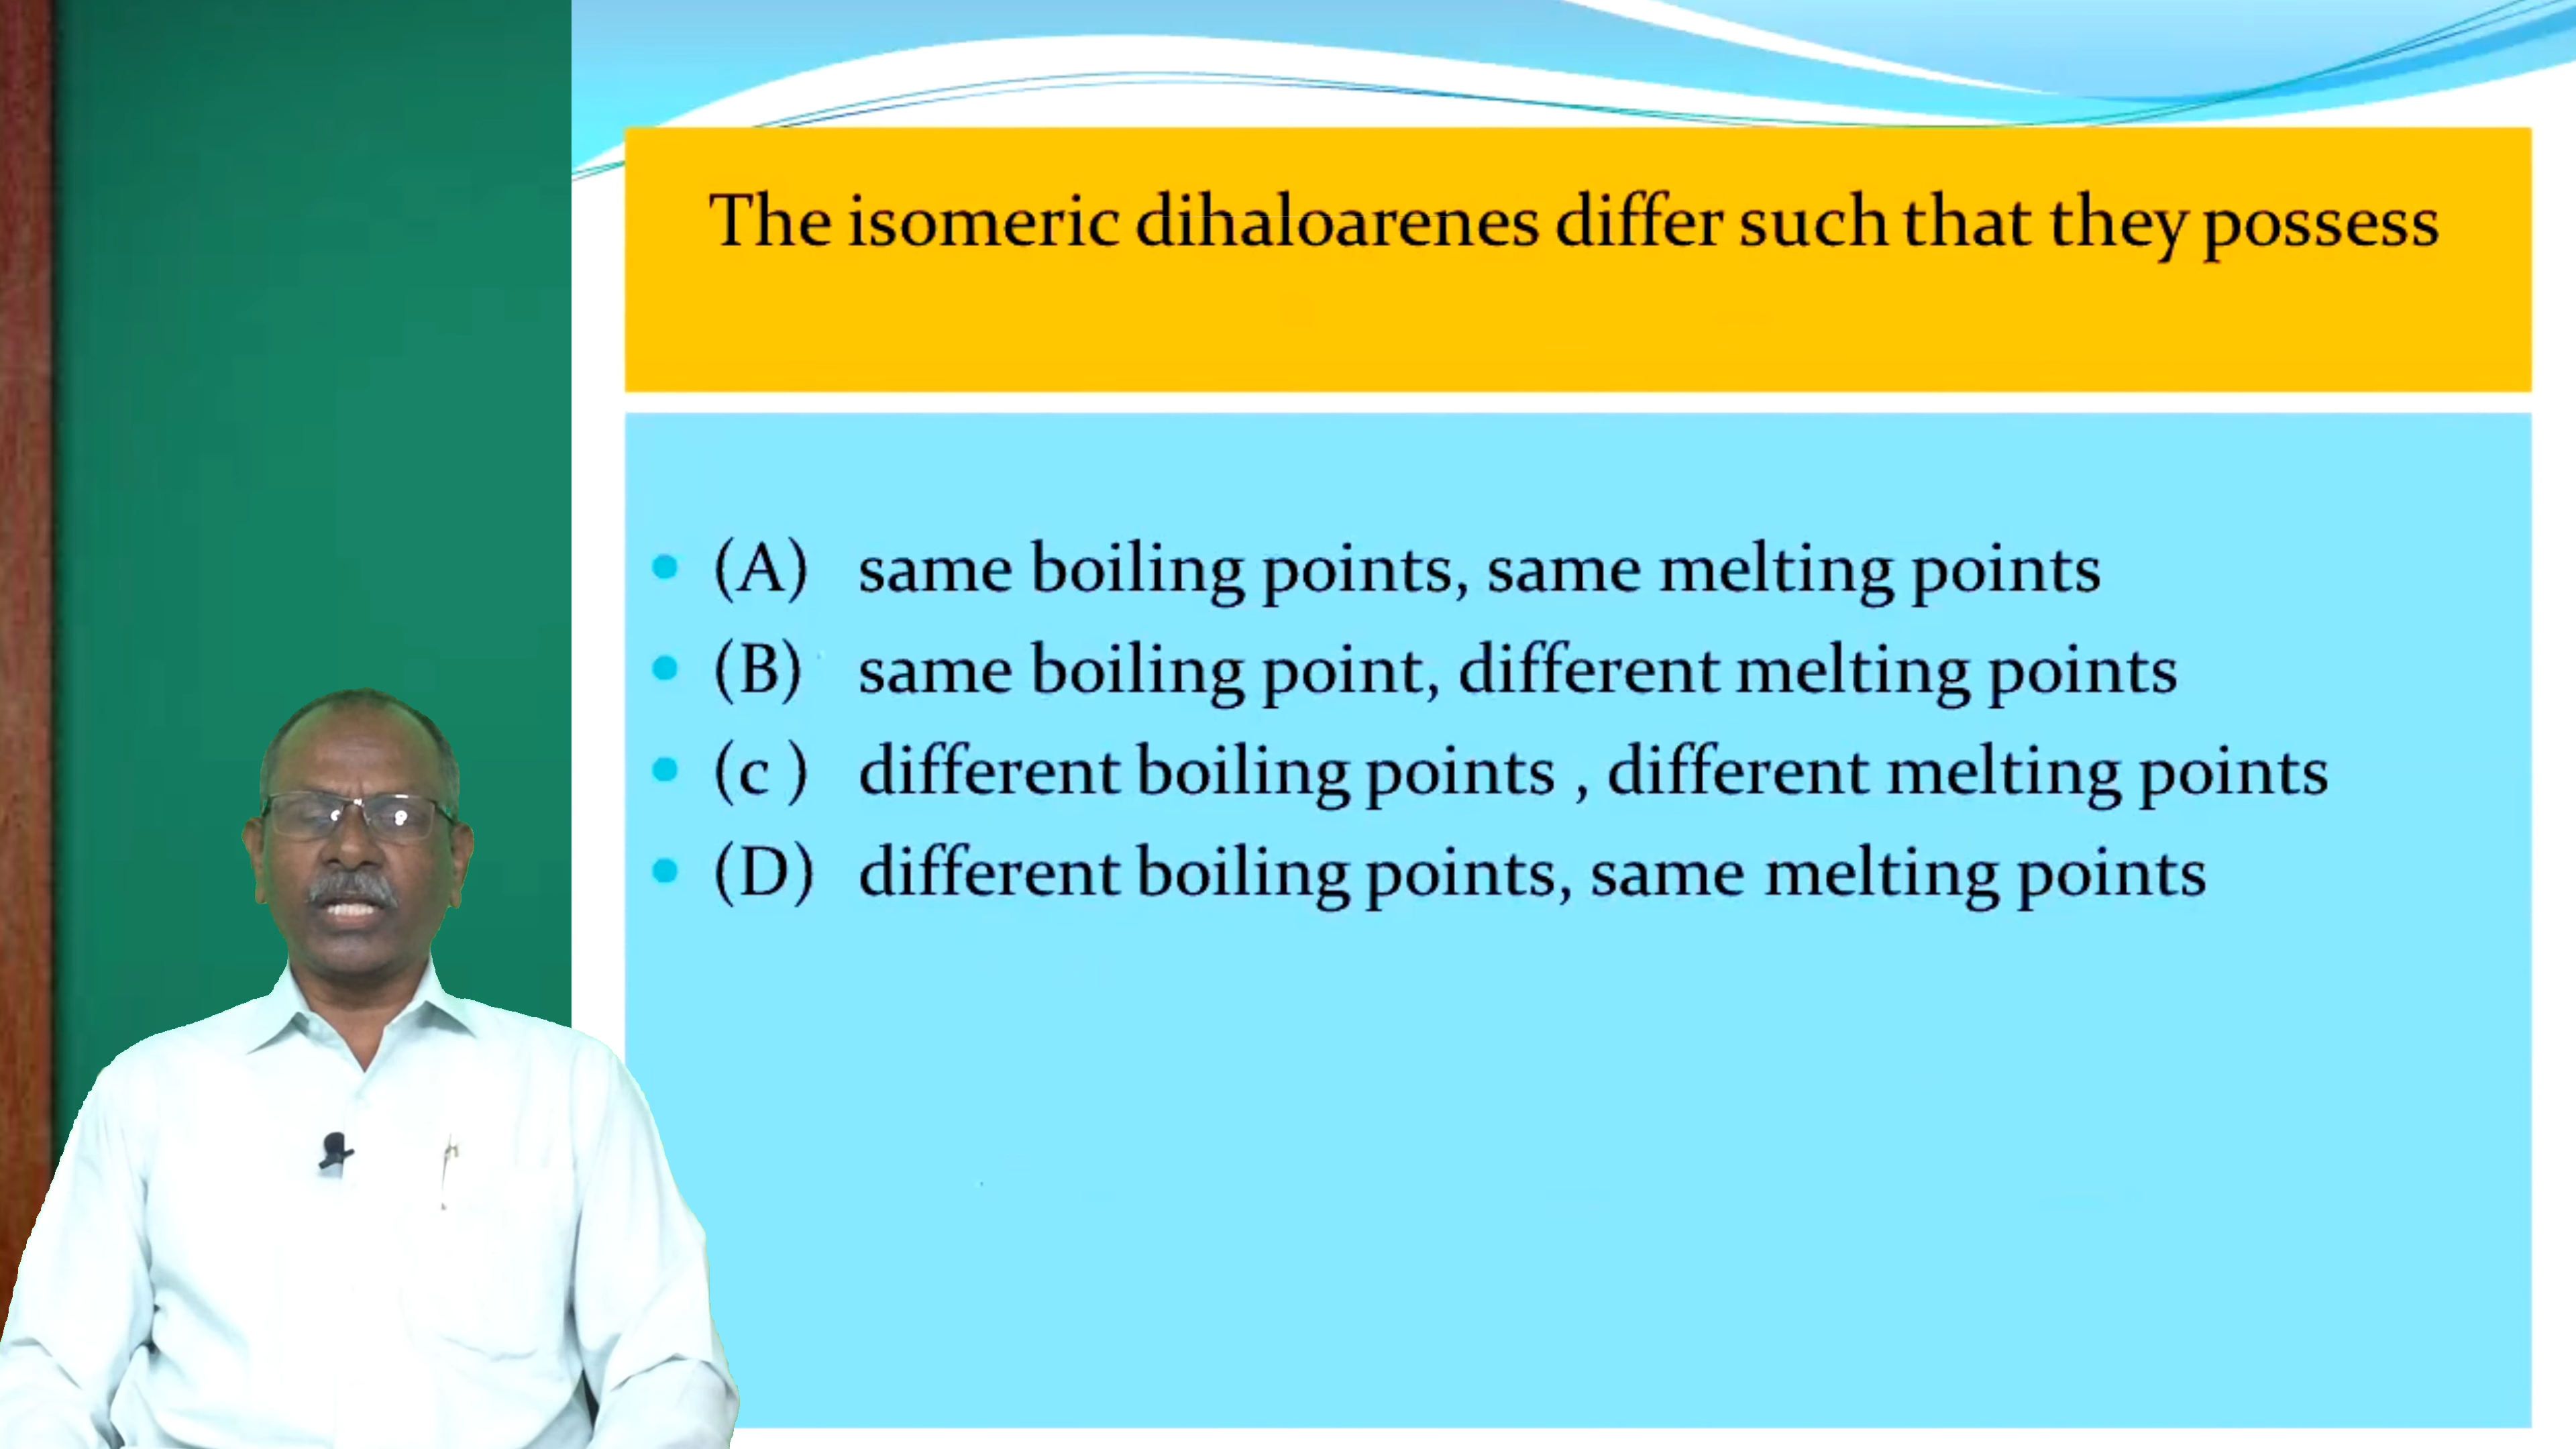 The isomeric dihaloarenes differ such that they possess
(A) same boiling points, same melting points
(B) same boiling point, different melting points
(c ) different boiling points , different melting points
(D) different boiling points, same melting points